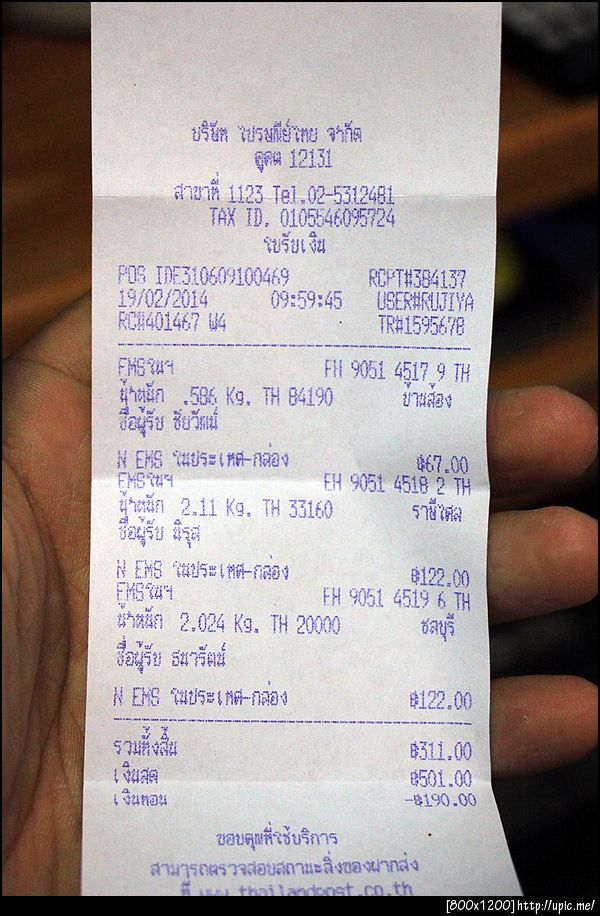 บริษัท ไปรษณีย์ไทย จำกัด
คูคต 12131
สาขาที่ 1123 Tel.02-5312481
TAX ID. 0105546095724
ใบรับเงิน
POS IDE310609100469 RCPT#384137
19/02/2014 09:59:45 USER#RUJIYA
RC#401467 W4 TR#1595678
EMSในฯ EH 9051 4517 9 TH
น้ำหนัก .586 Kg. TH 84190 บ้านส้อง
ชื่อผู้รับ ชัยวัฒน์
N EMS ในประเทศ-กล่อง ฿67.00
EMSในฯ EH 9051 4518 2 TH
น้ำหนัก 2.11 Kg. TH 33160 ราษีไศล
ชื่อผู้รับ นิรุส
N EMS ในประเทศ-กล่อง ฿122.00
EMSในฯ EH 9051 4519 6 TH
น้ำหนัก 2.024 Kg. TH 20000 ชลบุรี
ชื่อผู้รับ ธนารัตน์
N EMS ในประเทศ-กล่อง ฿122.00
รวมทั้งสิ้น ฿311.00
เงินสด ฿501.00
เงินทอน -฿190.00
ขอบคุณที่ใช้บริการ
สามารถตรวจสอบสถานะสิ่งของฝากส่ง
ที่ www.thailandpost.co.th
[800x1200]http://upic.me/